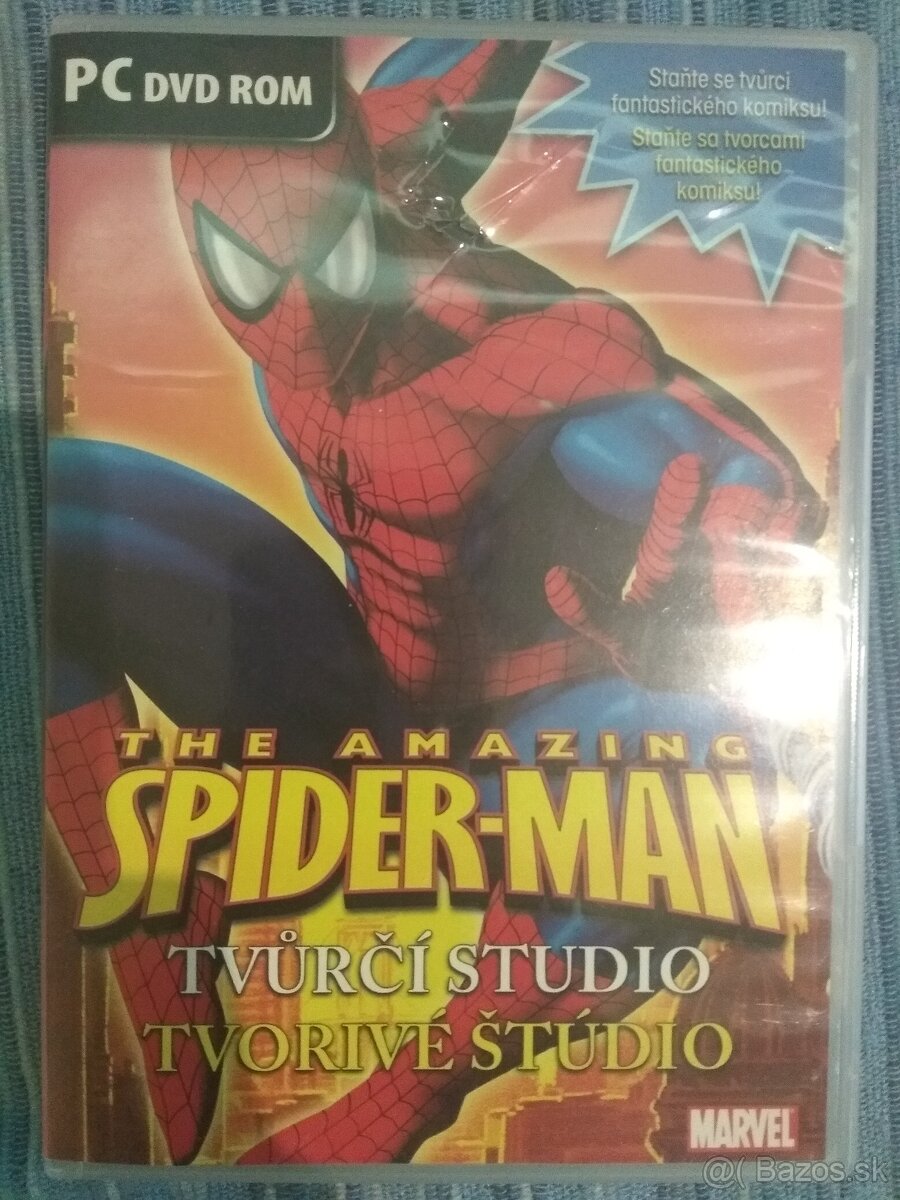 PC DVD ROM
Staňte se tvůrci
fantastického komiksu!
Staňte sa tvorcami
fantastického
komiksu!
THE AMAZING
SPIDER-MAN
TVŮRČÍ STUDIO
TVORIVÉ ŠTÚDIO
MARVEL
@( Bazos.sk